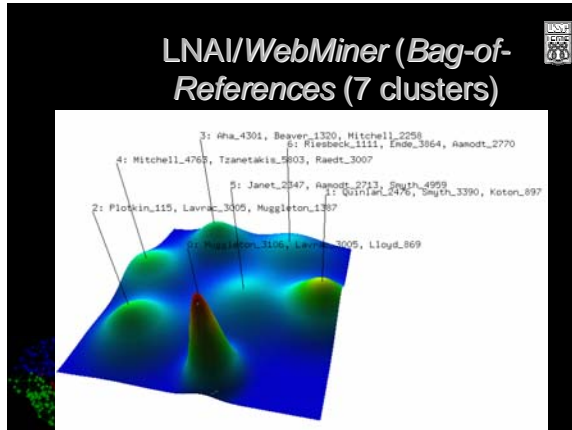 LNAI/WebMiner (Bag-of-
References (7 clusters)
3: Aha_4301, Beaver_1320, Mitchell_2258
6: Riesbeck_1111, Emde_3864, Aamodt_2770
4: Mitchell_4763, Tzanetakis_5803, Raedt_3007
5: Janet_2347, Aamodt_2713, Smyth_4959
1: Quinlan_2476, Smyth_3390, Koton_897
2: Plotkin_115, Lavrac_3005, Muggleton_1387
0: Muggleton_3106, Lavrac_3005, Lloyd_869